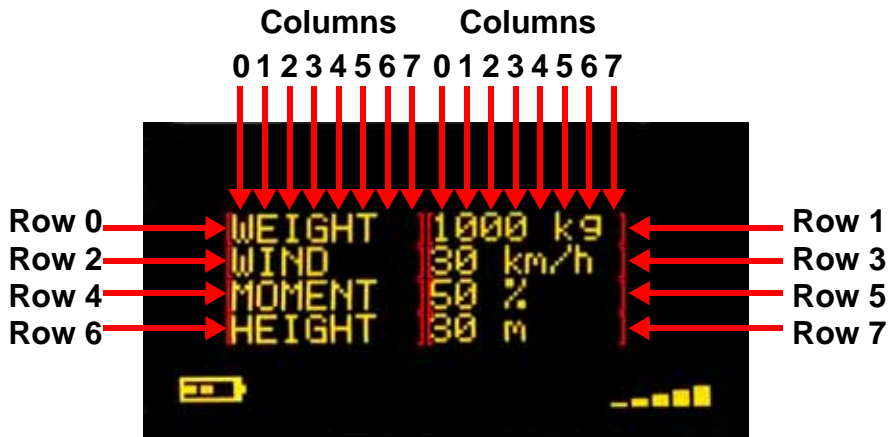 Columns Columns
0 1 2 3 4 5 6 7 0 1 2 3 4 5 6 7
Row 0 WEIGHT 1000 kg Row 1
Row 2 WIND 30 km/h Row 3
Row 4 MOMENT 50 % Row 5
Row 6 HEIGHT 30 m Row 7